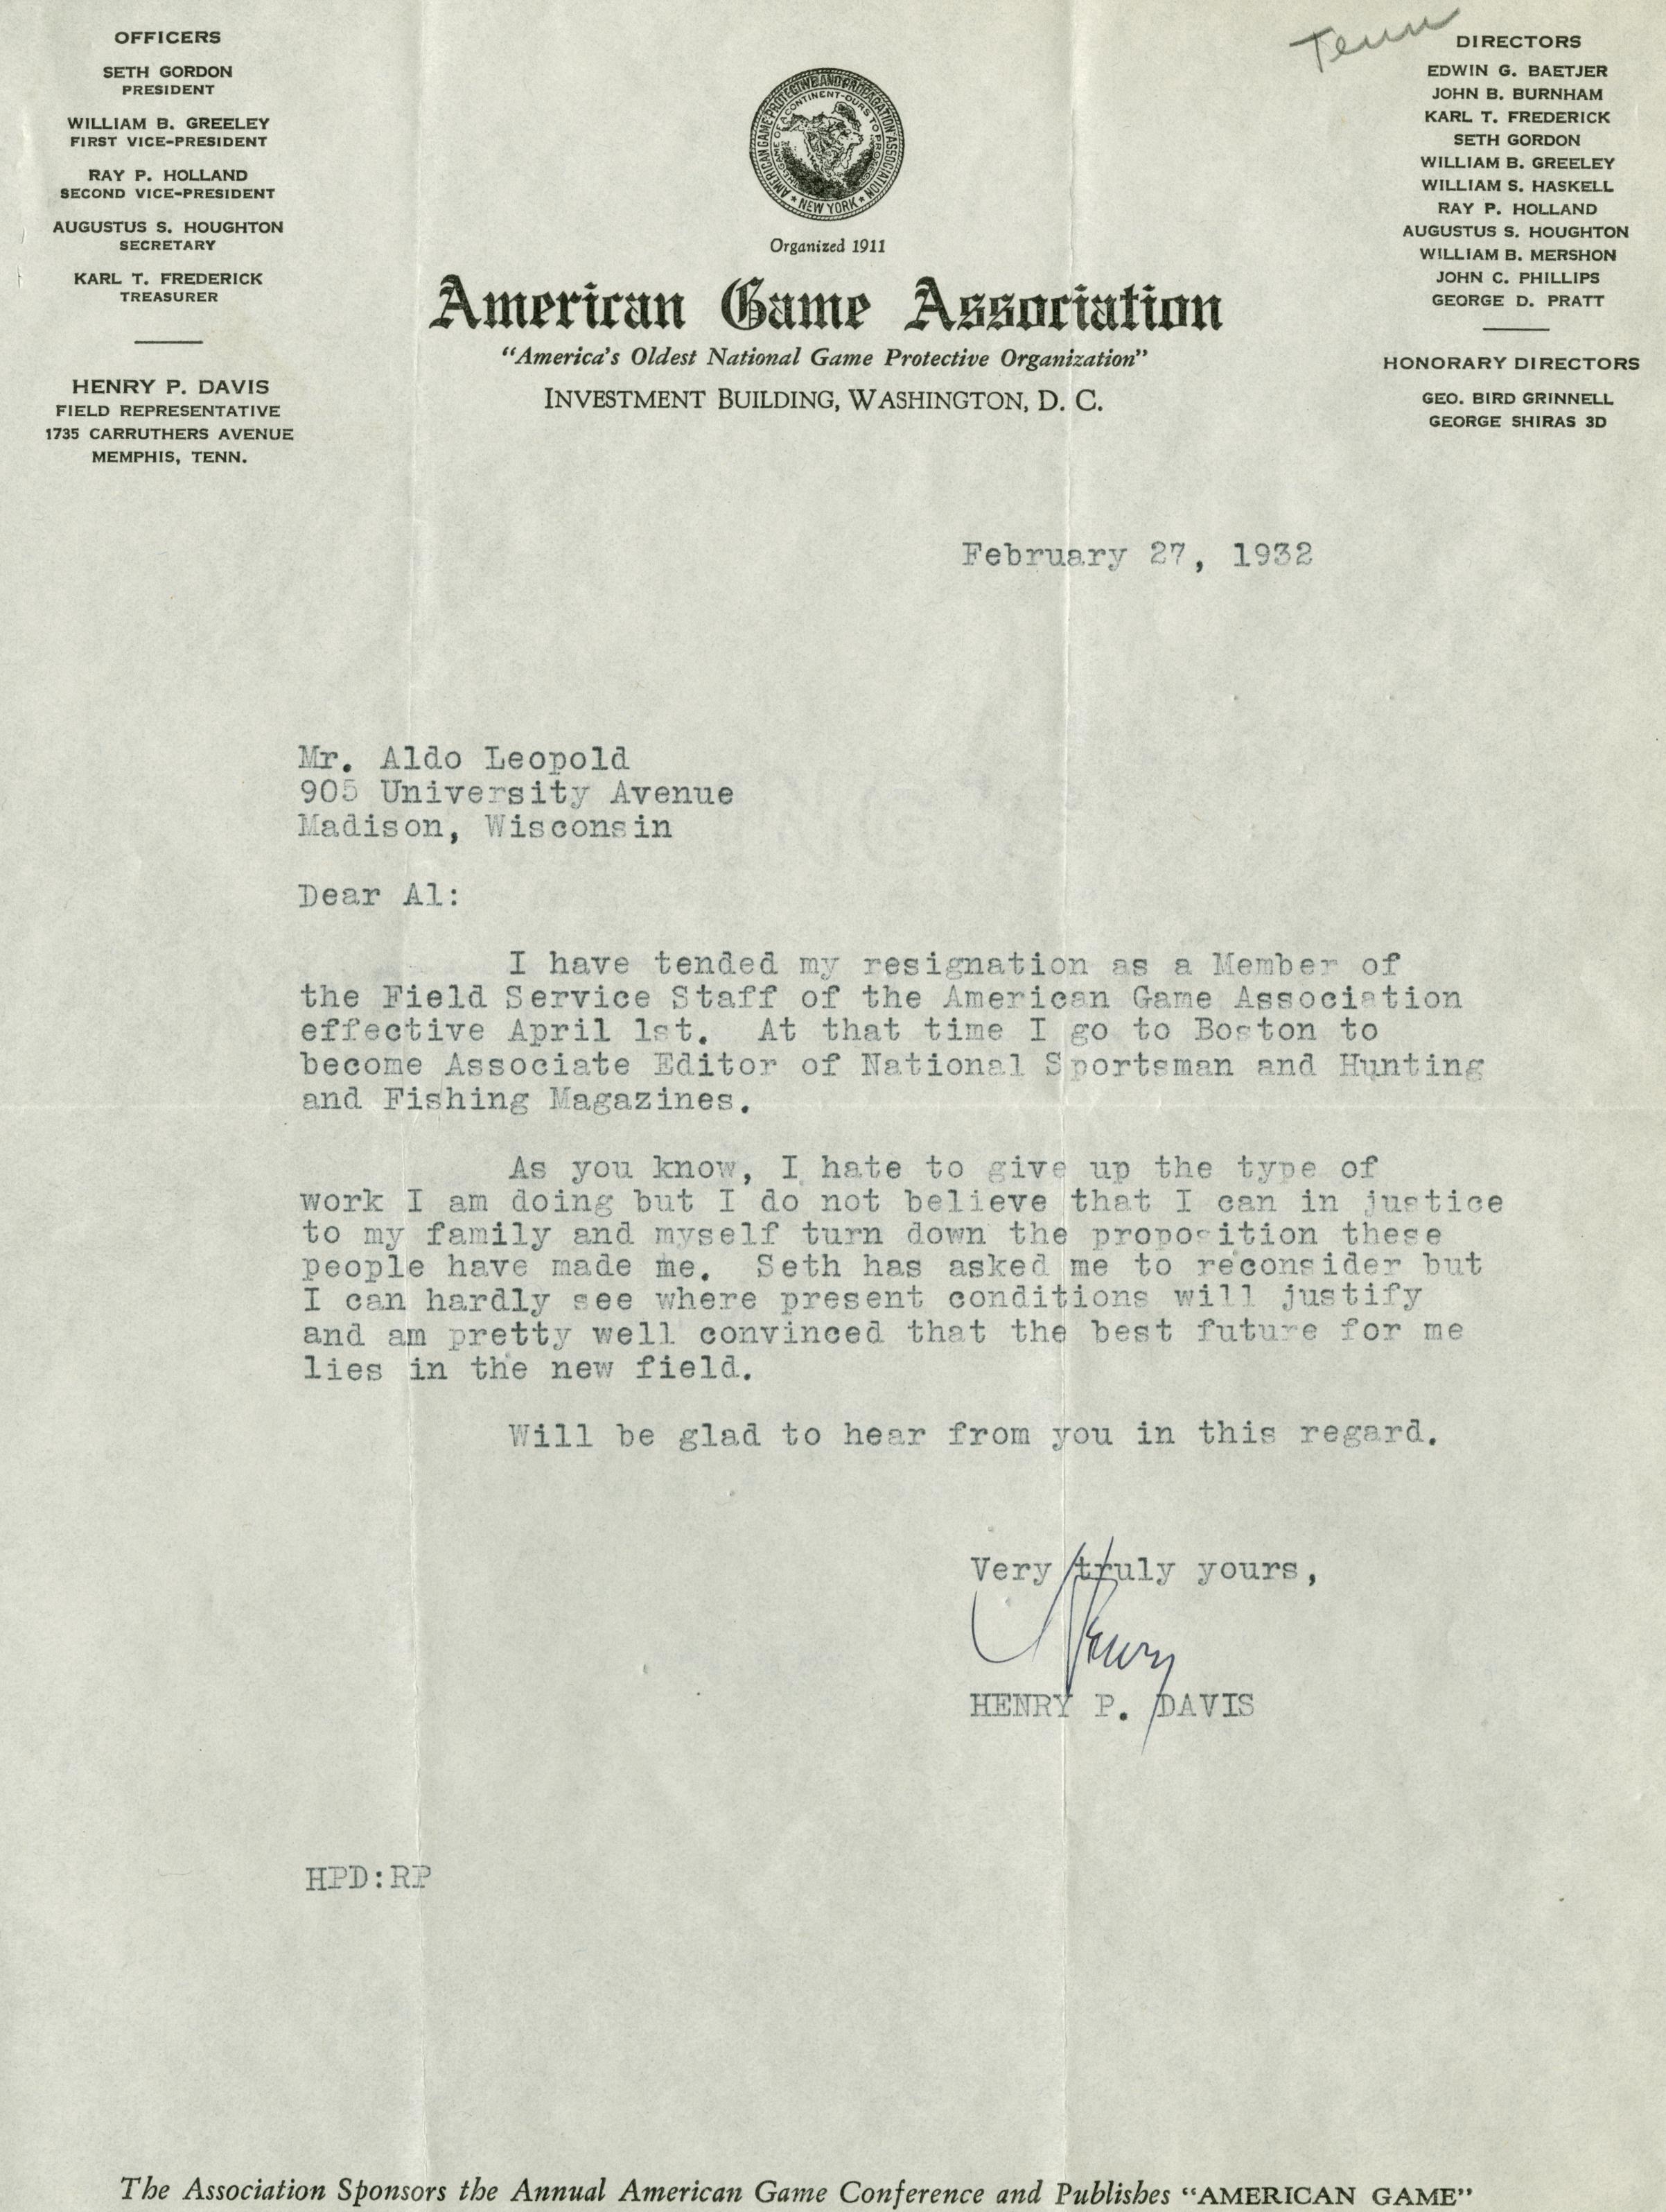 Tenn
OFFICERS
SETH GORDON
PRESIDENT
WILLIAM B. GREELEY
FIRST VICE-PRESIDENT
RAY P. HOLLAND
SECOND VICE-PRESIDENT
AUGUSTUS S. HOUGHTON
SECRETARY
KARL T. FREDERICK
TREASURER
HENRY P. DAVIS
FIELD REPRESENTATIVE
1735 CARRUTHERS AVENUE
MEMPHIS, TENN.
AMERICAN GAME PROTECTIVE AND PROPAGATION ASSOCIATION
NEW YORK
Organized 1911
American Game Association
“America's Oldest National Game Protective Organization”
INVESTMENT BUILDING, WASHINGTON, D. C.
DIRECTORS
EDWIN G. BAETJER
JOHN B. BURNHAM
KARL T. FREDERICK
SETH GORDON
WILLIAM B. GREELEY
WILLIAM S. HASKELL
RAY P. HOLLAND
AUGUSTUS S. HOUGHTON
WILLIAM B. MERSHON
JOHN C. PHILLIPS
GEORGE D. PRATT
HONORARY DIRECTORS
GEO. BIRD GRINNELL
GEORGE SHIRAS 3D
February 27, 1932
Mr. Aldo Leopold
905 University Avenue
Madison, Wisconsin
Dear Al:
I have tended my resignation as a Member of
the Field Service Staff of the American Game Association
effective April 1st. At that time I go to Boston to
become Associate Editor of National Sportsman and Hunting
and Fishing Magazines.
As you know, I hate to give up the type of
work I am doing but I do not believe that I can in justice
to my family and myself turn down the proposition these
people have made me. Seth has asked me to reconsider but
I can hardly see where present conditions will justify
and am pretty well convinced that the best future for me
lies in the new field.
Will be glad to hear from you in this regard.
Very truly yours,
Henry
HENRY P. DAVIS
HPD:RP
The Association Sponsors the Annual American Game Conference and Publishes “AMERICAN GAME”